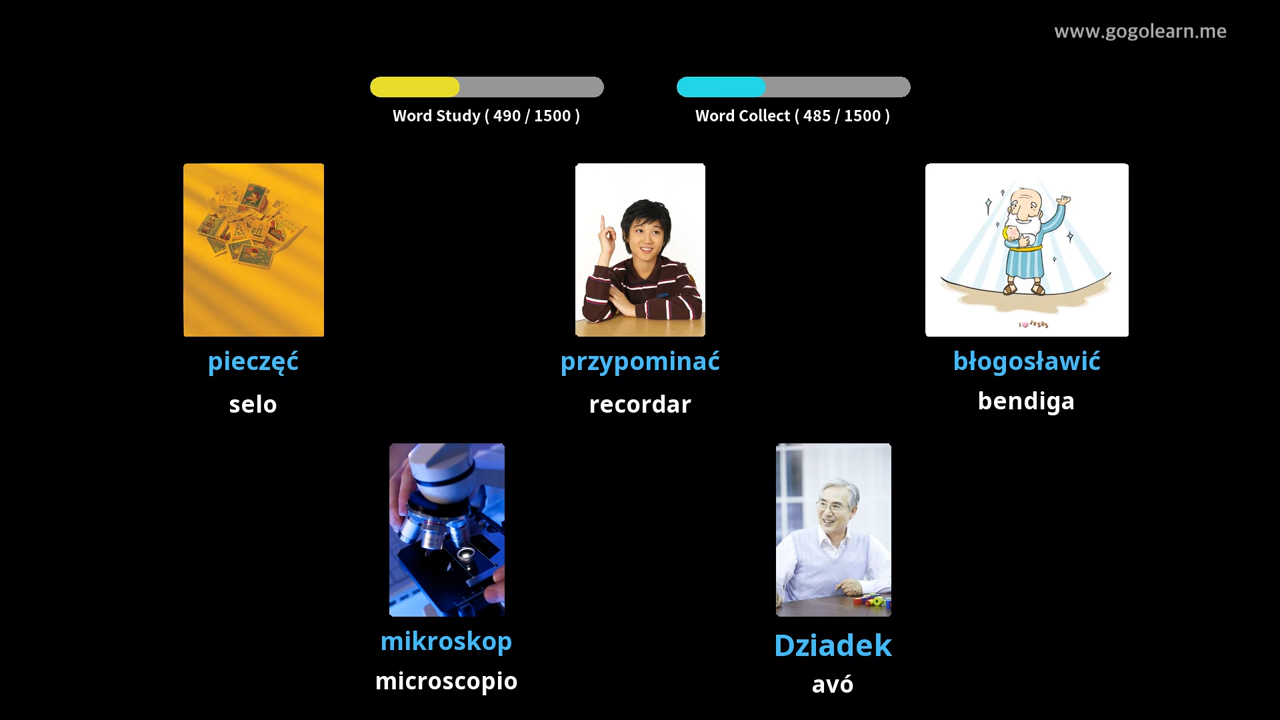 www.gogolearn.me
Word Study ( 490 / 1500 )
Word Collect ( 485 / 1500 )
pieczęć
przypominać
błogosławić
selo
recordar
bendiga
mikroskop
Dziadek
microscopio
avó